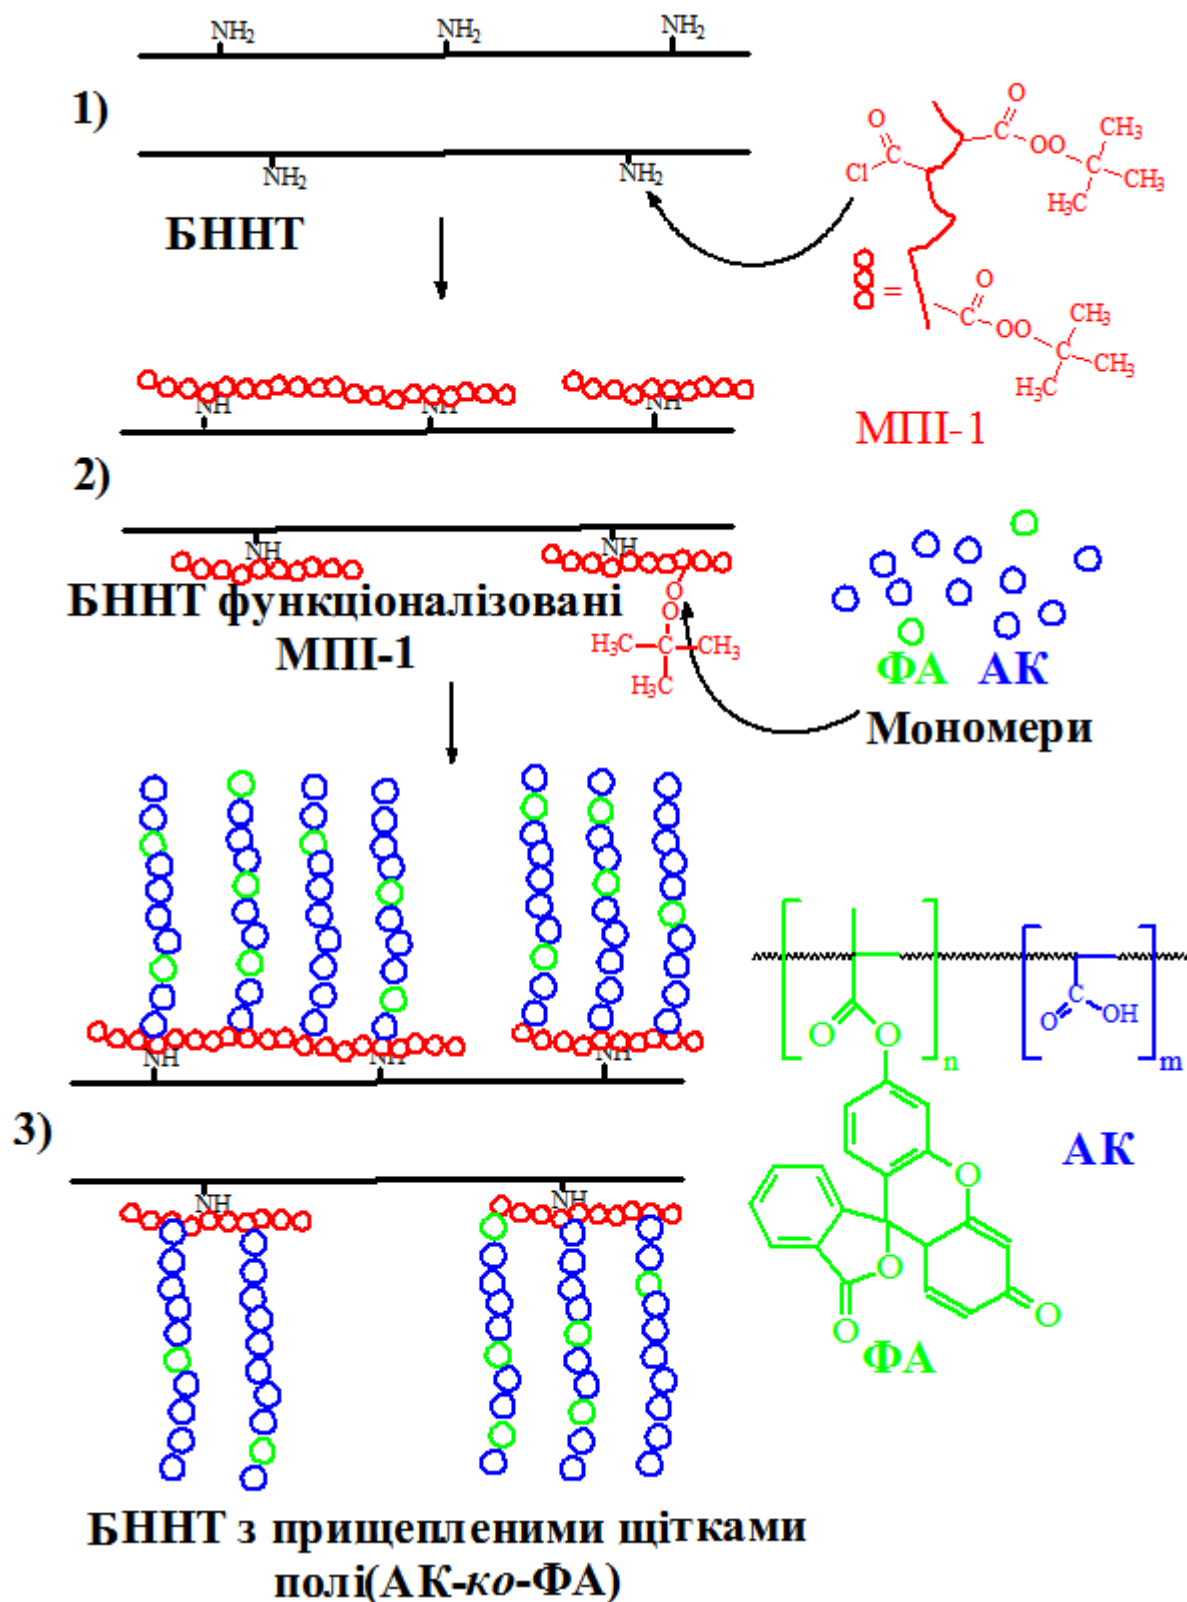 NH₂ NH₂ NH₂
1)
NH₂ NH₂
БННТ
O
Cl C
O
C OO C CH₃
CH₃
H₃C
=
O
C OO C CH₃
CH₃
H₃C
МПІ-1
NH NH NH
2)
NH NH
БННТ функціоналізовані
МПІ-1
O
O
H₃C C CH₃
H₃C
ФА АК
Мономери
NH NH NH
3)
NH NH
O O
n
C
O OH
m
АК
O
O
O
O
ФА
БННТ з прищепленими щітками
полі(АК-ко-ФА)